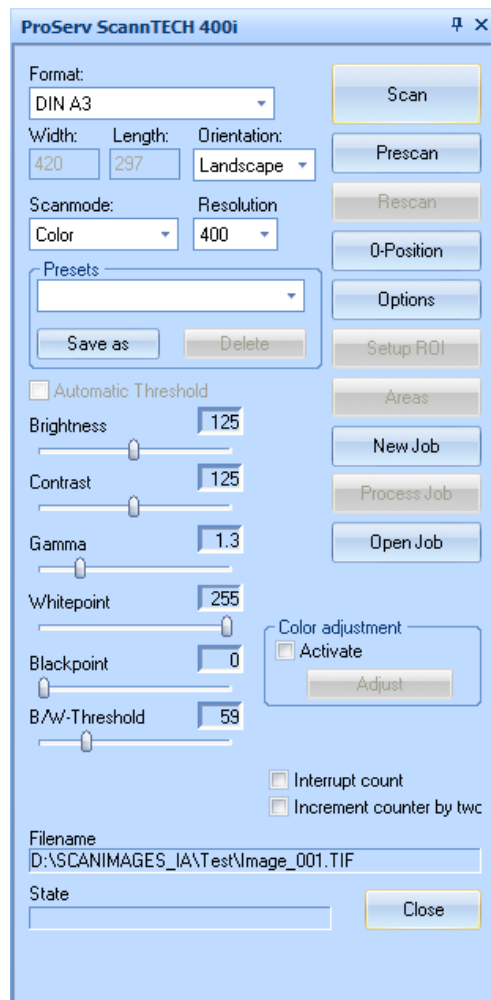 ProServ ScannTECH 400i
Format:
DIN A3
Scan
Width: Length: Orientation:
420 297 Landscape
Prescan
Scanmode: Resolution
Rescan
Color 400
0-Position
Presets
Options
Save as Delete
Setup ROI
Automatic Threshold
Areas
Brightness 125
New Job
Contrast 125
Process Job
Gamma 1.3
Open Job
Whitepoint 255
Color adjustment
Activate
Blackpoint 0
Adjust
B/W-Threshold 59
Interrupt count
Increment counter by two
Filename
D:\SCANIMAGES_IA\Test\Image_001.TIF
State
Close